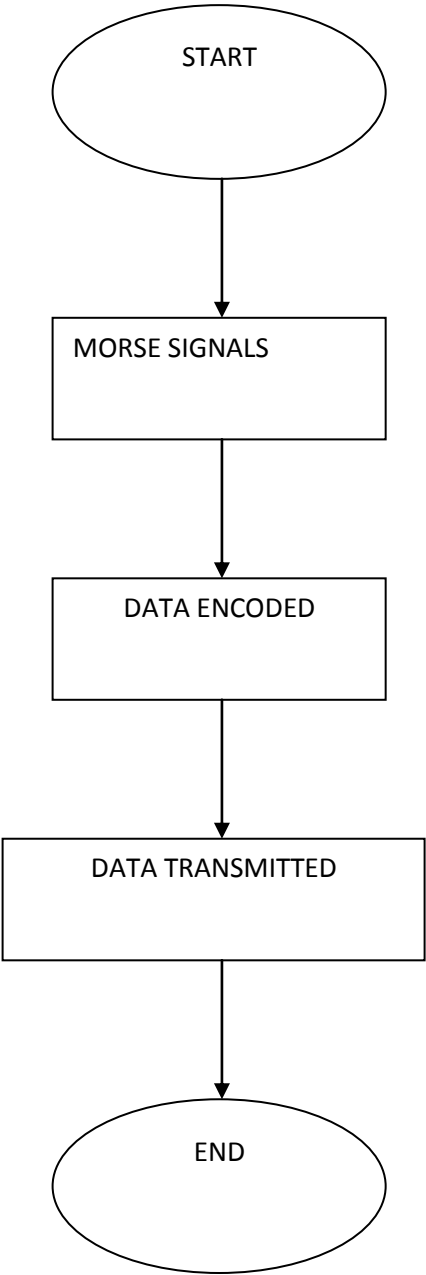 START
MORSE SIGNALS
DATA ENCODED
DATA TRANSMITTED
END